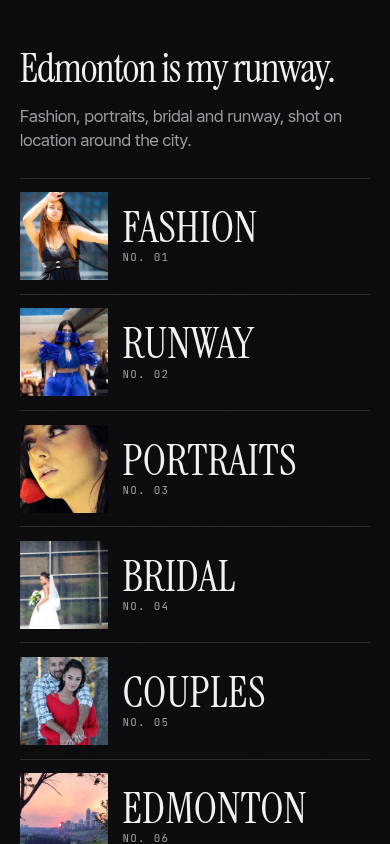 Edmonton is my runway.
Fashion, portraits, bridal and runway, shot on
location around the city.
FASHION
NO. 01
RUNWAY
NO. 02
PORTRAITS
NO. 03
BRIDAL
NO. 04
COUPLES
NO. 05
EDMONTON
NO. 06